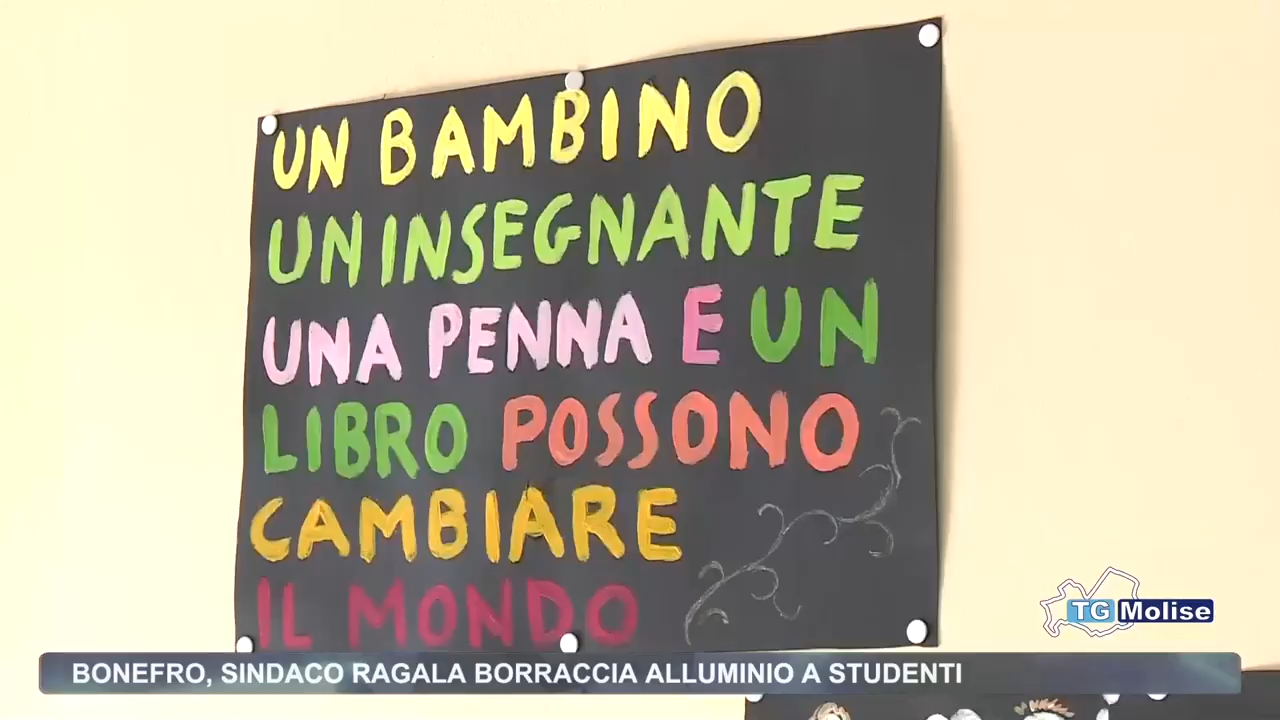 UN BAMBINO
UN INSEGNANTE
UNA PENNA E UN
LIBRO POSSONO
CAMBIARE
IL MONDO
TG Molise
BONEFRO, SINDACO RAGALA BORRACCIA ALLUMINIO A STUDENTI